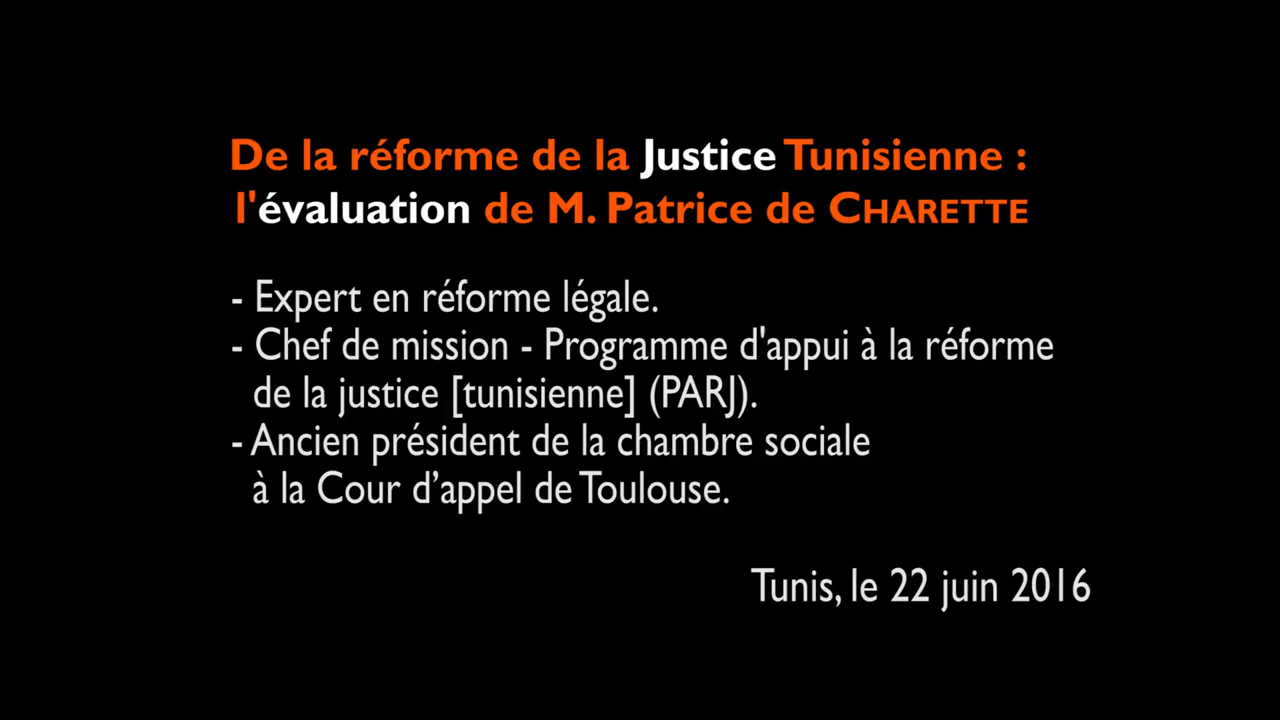 De la réforme de la Justice Tunisienne :
l'évaluation de M. Patrice de CHARETTE
- Expert en réforme légale.
- Chef de mission - Programme d'appui à la réforme
de la justice [tunisienne] (PARJ).
- Ancien président de la chambre sociale
à la Cour d’appel de Toulouse.
Tunis, le 22 juin 2016